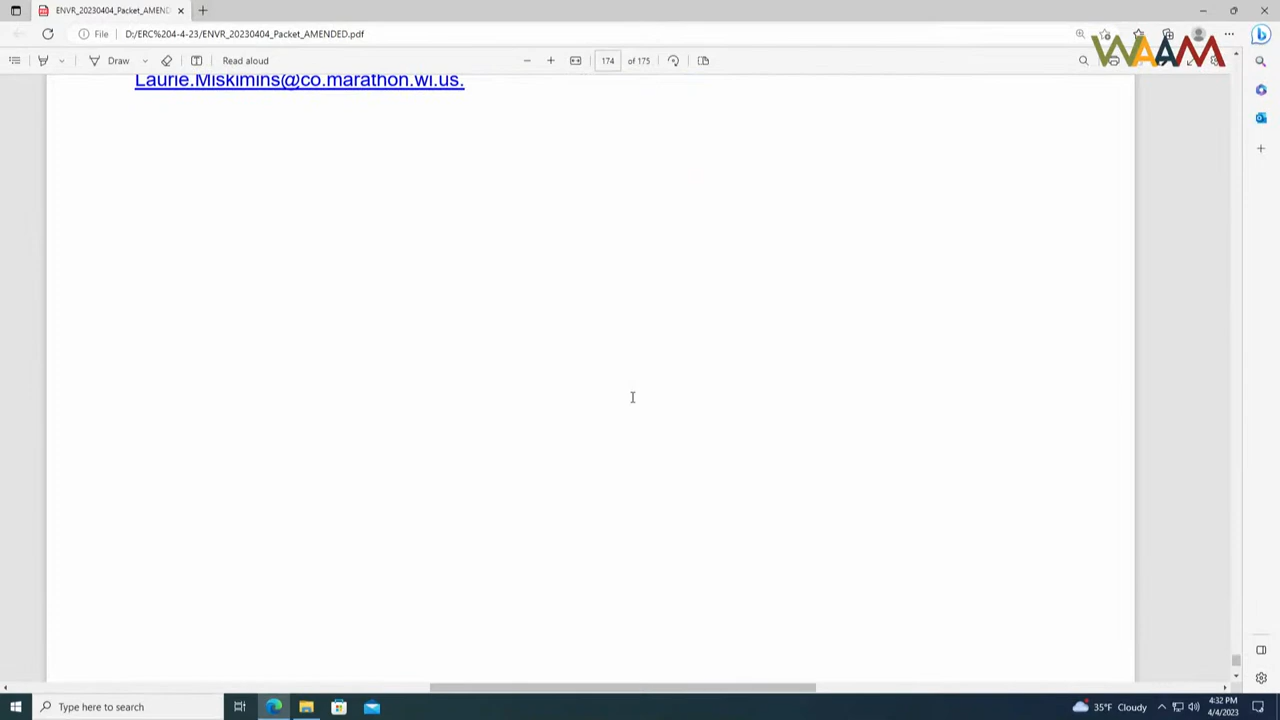 ENVR_20230404_Packet_AMEND
File
D:/ERC%204-4-23/ENVR_20230404_Packet_AMENDED.pdf
WAAM
Draw
Read aloud
174
of 175
Laurie.Miskimins@co.marathon.wi.us.
Type here to search
35°F Cloudy
4:32 PM
4/4/2023